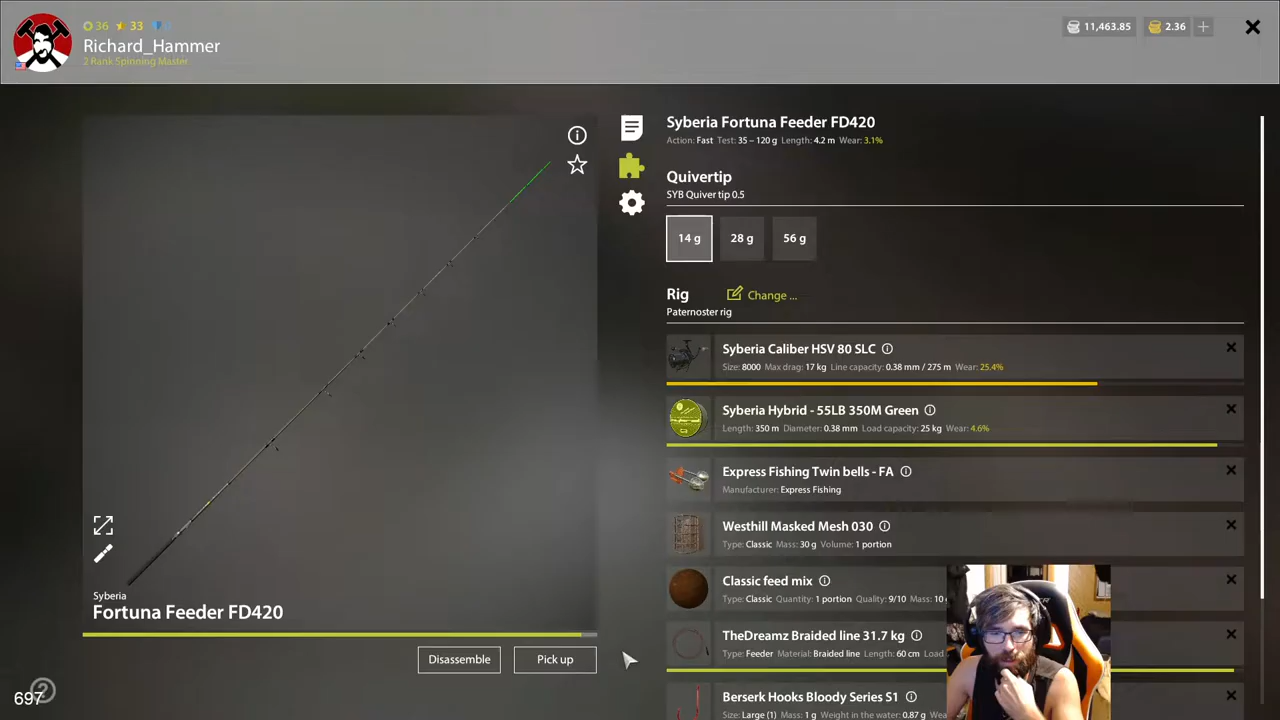 36 33
11,463.85 2.36
Richard_Hammer
2 Rank Spinning Master
Syberia Fortuna Feeder FD420
Action: Fast Test: 35 – 120 g Length: 4.2 m Wear: 3.1%
Quivertip
SYB Quiver tip 0.5
14 g 28 g 56 g
Rig Change ...
Paternoster rig
Syberia Caliber HSV 80 SLC
Size: 8000 Max drag: 17 kg Line capacity: 0.38 mm / 275 m Wear: 25.4%
Syberia Hybrid - 55LB 350M Green
Length: 350 m Diameter: 0.38 mm Load capacity: 25 kg Wear: 4.6%
Express Fishing Twin bells - FA
Manufacturer: Express Fishing
Westhill Masked Mesh 030
Type: Classic Mass: 30 g Volume: 1 portion
Classic feed mix
Type: Classic Quantity: 1 portion Quality: 9/10 Mass: 10
TheDreamz Braided line 31.7 kg
Type: Feeder Material: Braided line Length: 60 cm Load
Berserk Hooks Bloody Series S1
Size: Large (1) Mass: 1 g Weight in the water: 0.87 g
Syberia
Fortuna Feeder FD420
Disassemble Pick up
697